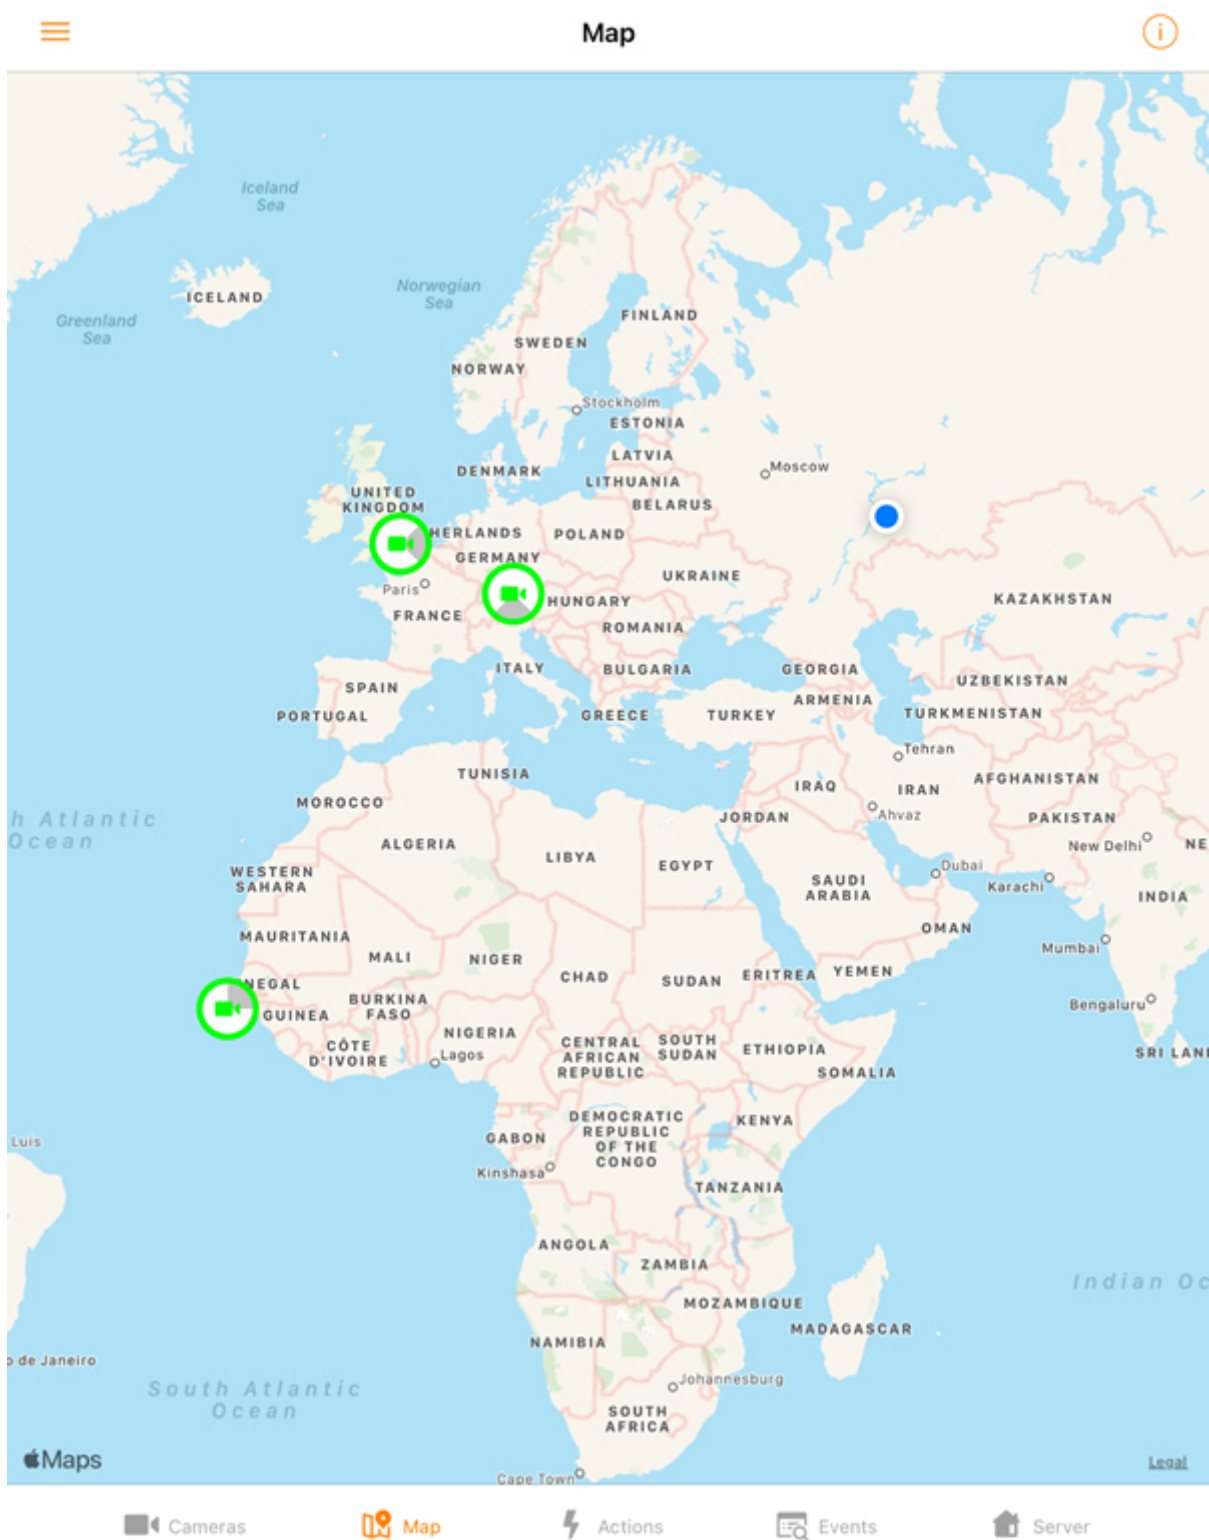 Map
Iceland
Sea
ICELAND
Norwegian
Sea
Greenland
Sea
FINLAND
SWEDEN
NORWAY
Stockholm
ESTONIA
LATVIA
DENMARK
LITHUANIA
Moscow
UNITED
KINGDOM
BELARUS
HERLANDS
POLAND
GERMANY
UKRAINE
Paris
HUNGARY
KAZAKHSTAN
FRANCE
ROMANIA
ITALY
BULGARIA
GEORGIA
UZBEKISTAN
SPAIN
ARMENIA
PORTUGAL
GREECE
TURKEY
TURKMENISTAN
Tehran
TUNISIA
IRAQ
IRAN
AFGHANISTAN
MOROCCO
JORDAN
Ahvaz
PAKISTAN
h Atlantic
Ocean
ALGERIA
LIBYA
EGYPT
New Delhi
NE
WESTERN
SAHARA
SAUDI
ARABIA
Dubai
Karachi
INDIA
MAURITANIA
OMAN
Mumbai
MALI
NIGER
CHAD
SUDAN
ERITREA
YEMEN
NEGAL
BURKINA
FASO
Bengaluru
GUINEA
NIGERIA
CÔTE
D'IVOIRE
Lagos
CENTRAL
AFRICAN
REPUBLIC
SOUTH
SUDAN
ETHIOPIA
SRI LAN
SOMALIA
DEMOCRATIC
REPUBLIC
OF THE
CONGO
KENYA
Luis
GABON
Kinshasa
TANZANIA
ANGOLA
ZAMBIA
Indian Oc
MOZAMBIQUE
MADAGASCAR
NAMIBIA
o de Janeiro
South Atlantic
Ocean
Johannesburg
SOUTH
AFRICA
Maps
Legal
Cape Town
Cameras
Map
Actions
Events
Server